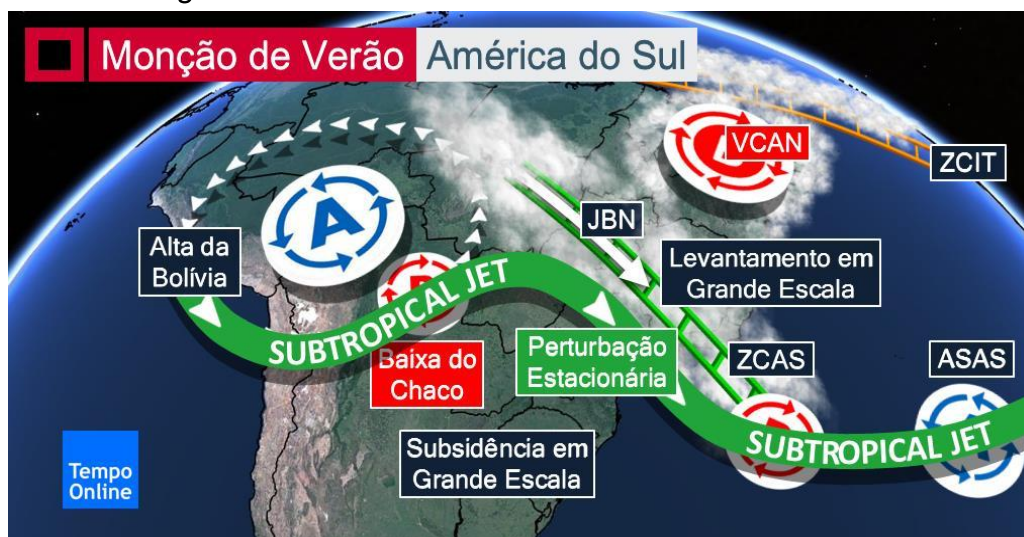 Monção de Verão América do Sul
VCAN
ZCIT
A
JBN
Alta da
Bolívia
Levantamento em
Grande Escala
SUBTROPICAL JET
Baixa do
Chaco
Perturbação
Estacionária
ZCAS
ASAS
Subsidência em
Grande Escala
SUBTROPICAL JET
Tempo
Online